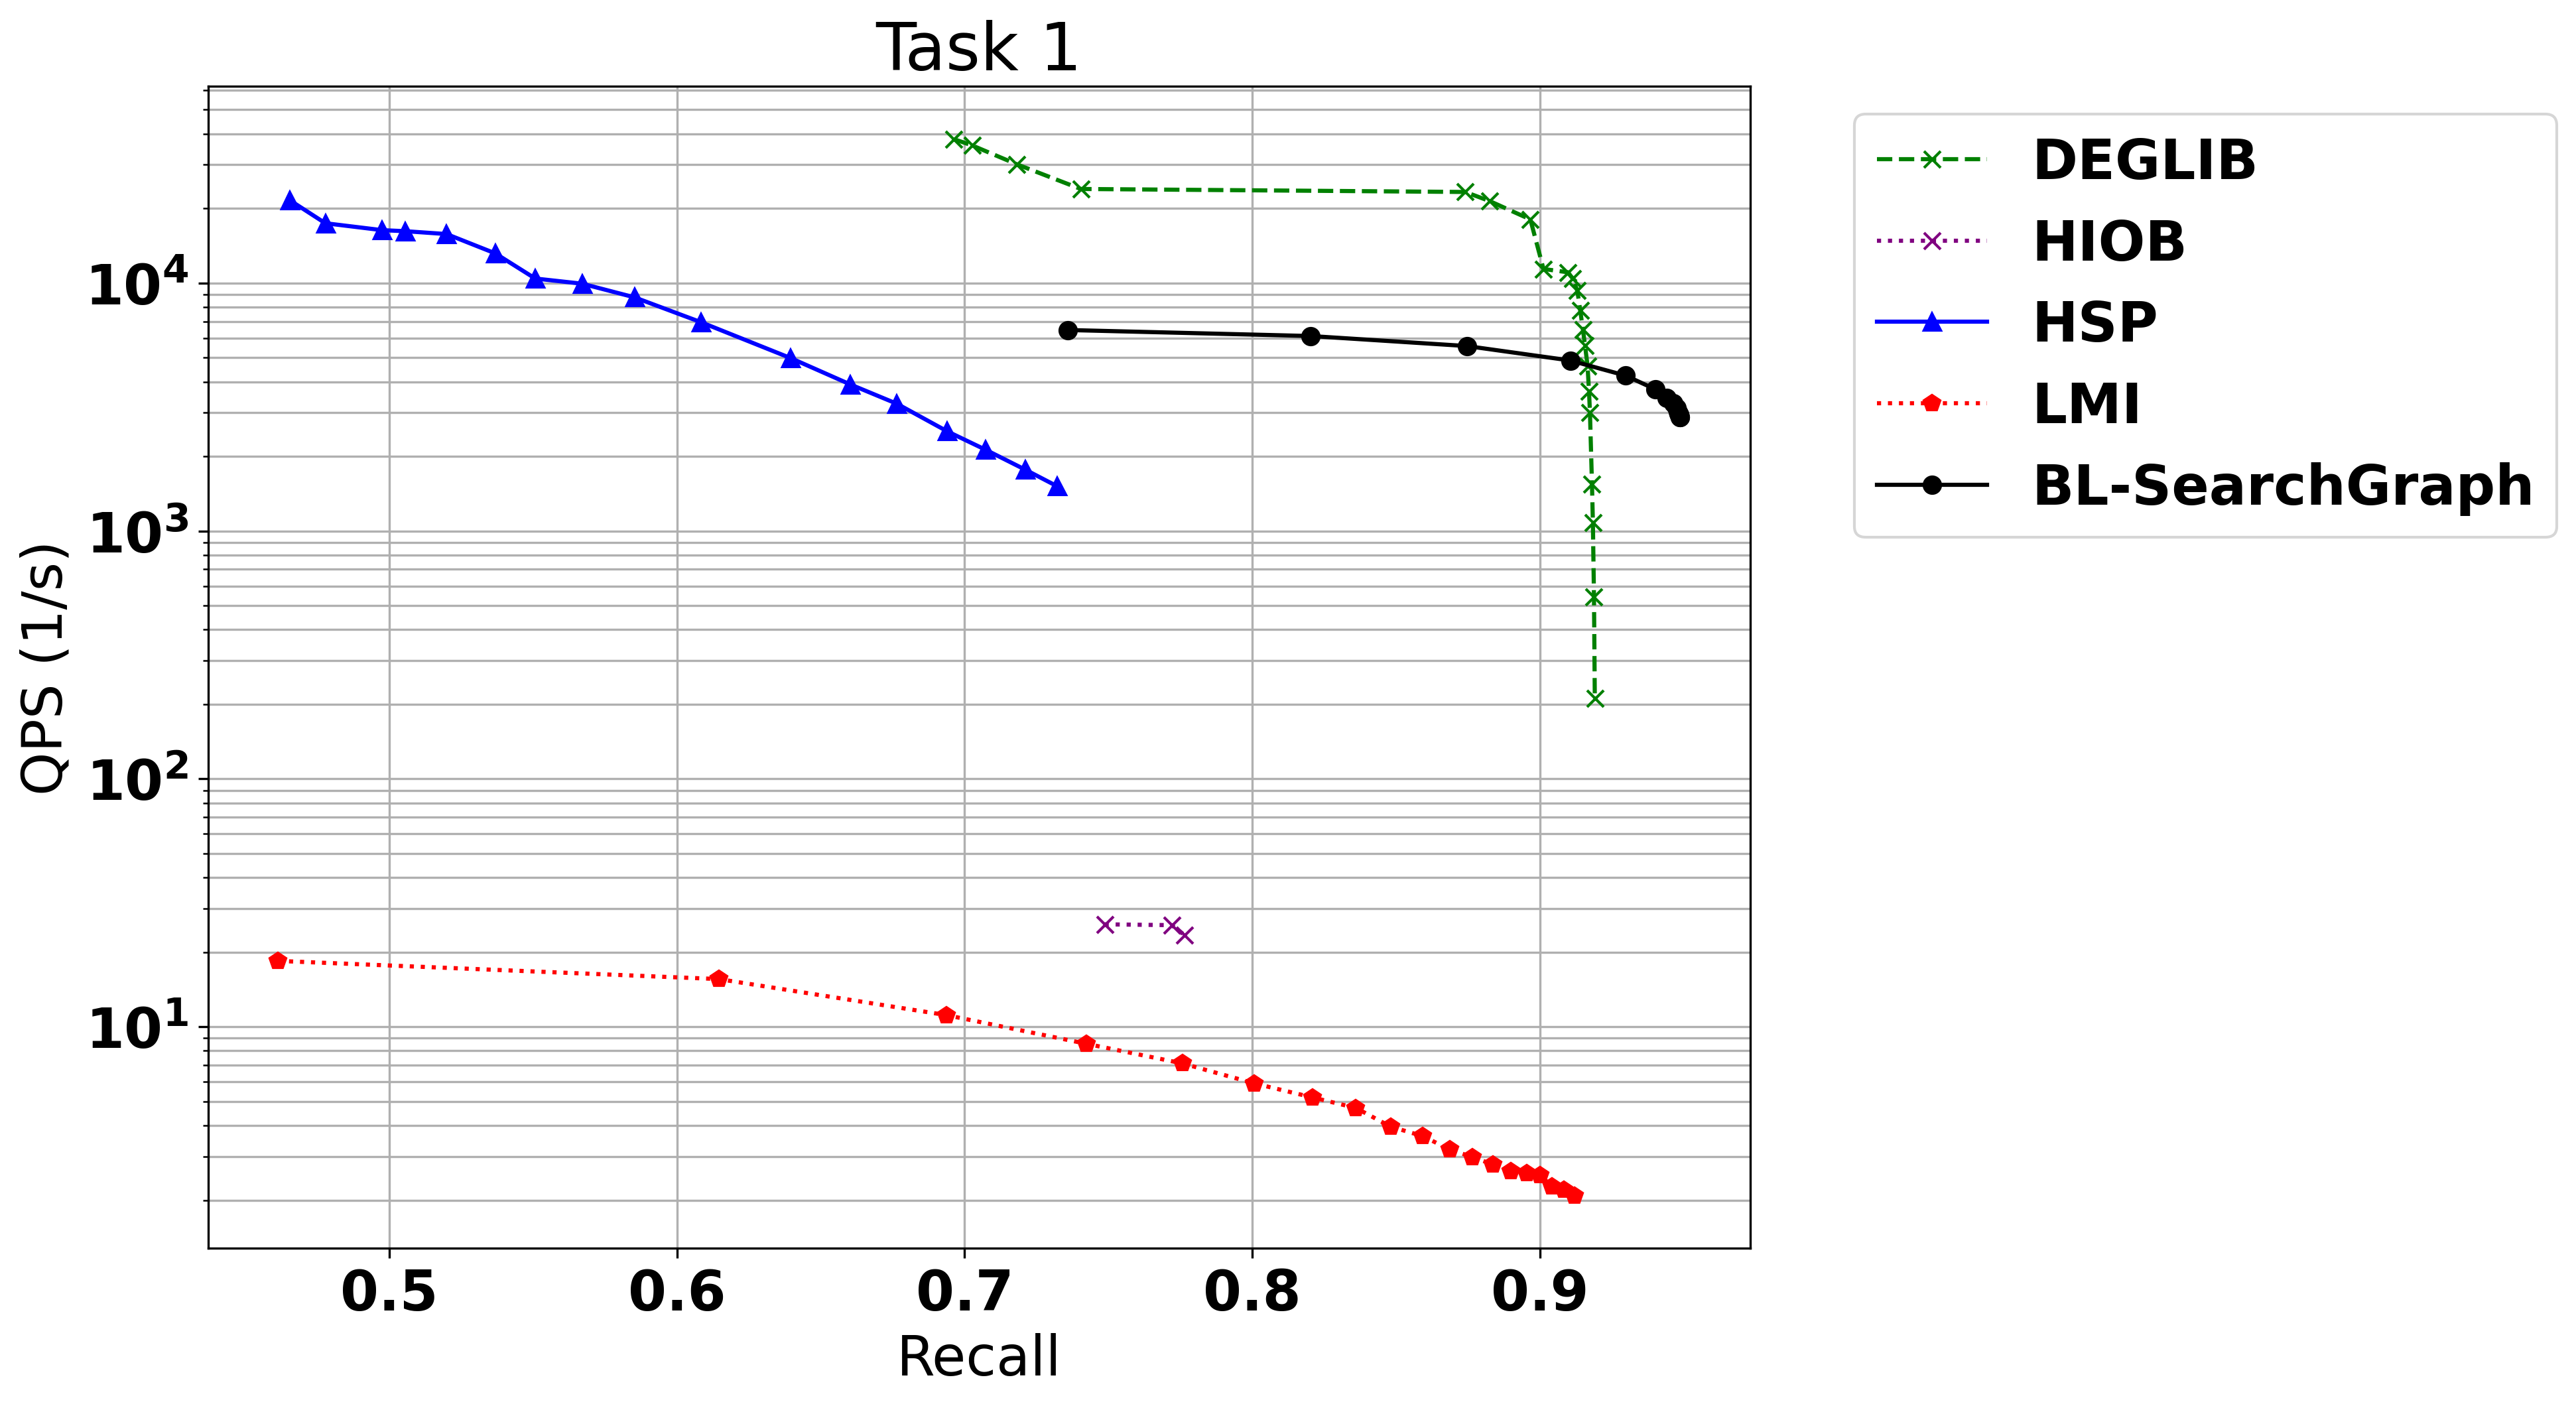 Task 1
QPS (1/s)
10⁴
10³
10²
10¹
0.5 0.6 0.7 0.8 0.9
Recall
DEGLIB
HIOB
HSP
LMI
BL-SearchGraph